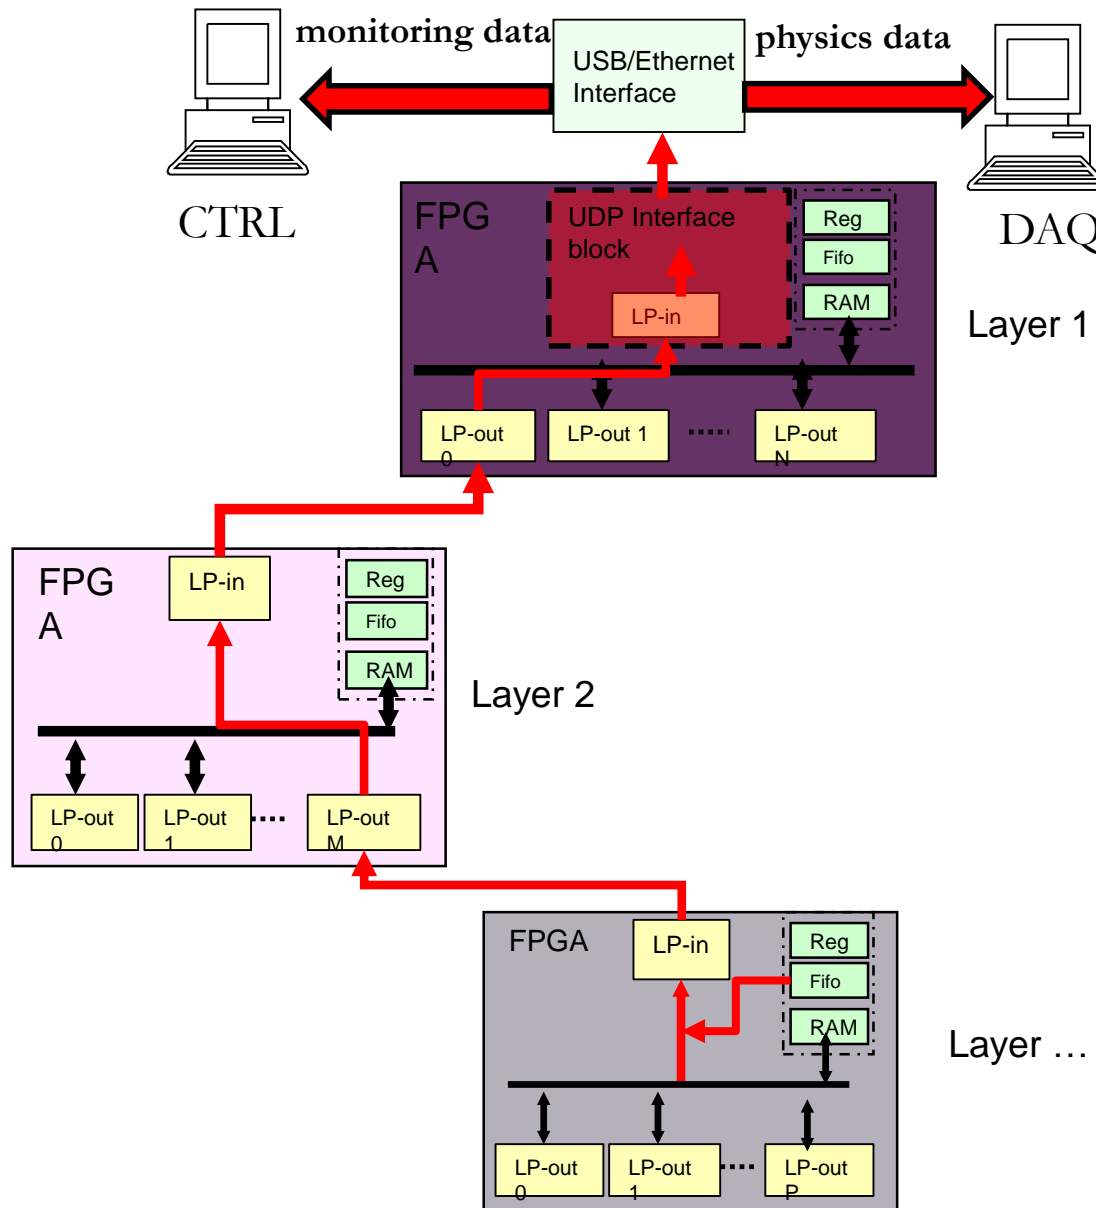 monitoring data
physics data
USB/Ethernet
Interface
CTRL
DAQ
FPG
A
UDP Interface
block
LP-in
Reg
Fifo
RAM
Layer 1
LP-out
0
LP-out 1
......
LP-out
N
FPG
A
LP-in
Reg
Fifo
RAM
Layer 2
LP-out
0
LP-out
1
....
LP-out
M
FPGA
LP-in
Reg
Fifo
RAM
Layer ...
LP-out
0
LP-out
1
....
LP-out
P